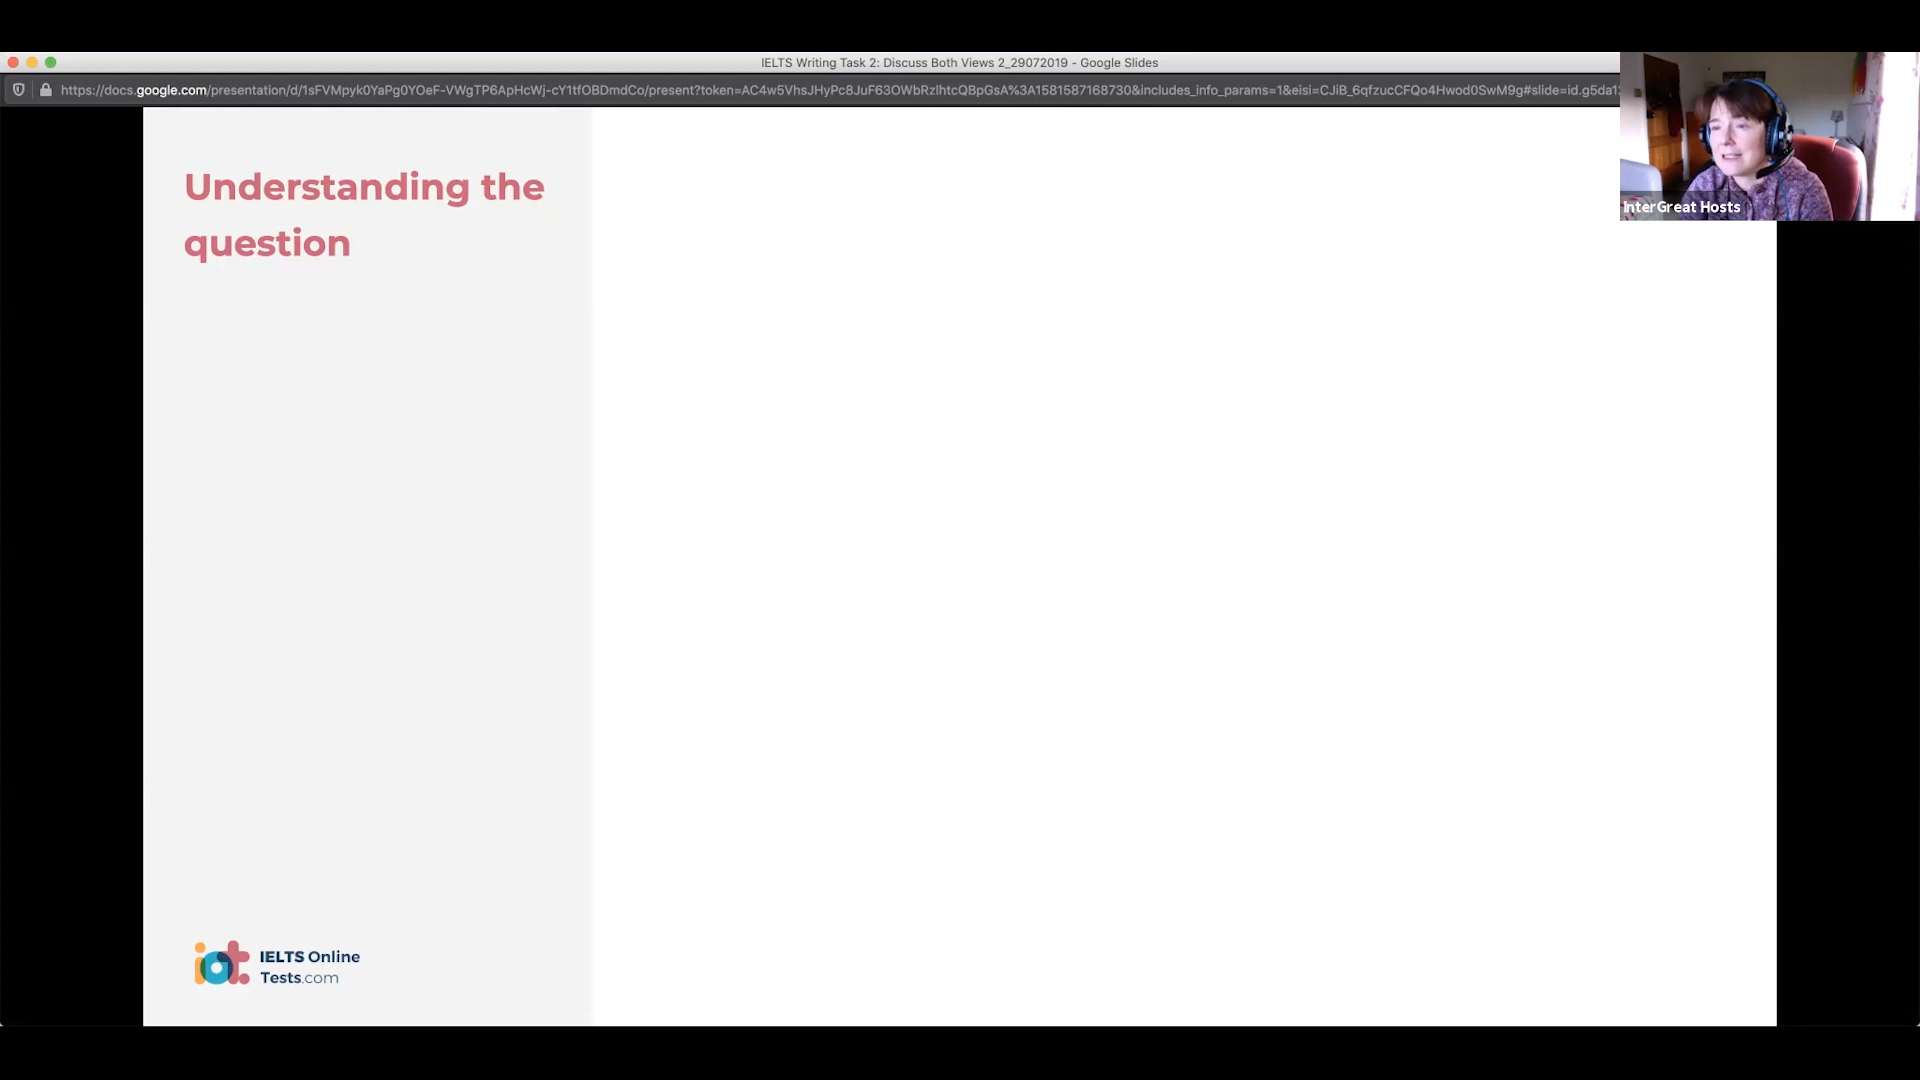 IELTS Writing Task 2: Discuss Both Views 2_29072019 - Google Slides
https://docs.google.com/presentation/d/1sFVMpyk0YaPg0YOeF-VWgTP6ApHcWj-cY1tfOBDmdCo/present?token=AC4w5VhsJHyPc8JuF63OWbRzlhtcQBpGsA%3A1581587168730&includes_info_params=1&eisi=CJiB_6qfzucCFQo4Hwod0SwM9g#slide=id.g5da1
InterGreat Hosts
Understanding the
question
iot
IELTS Online
Tests.com